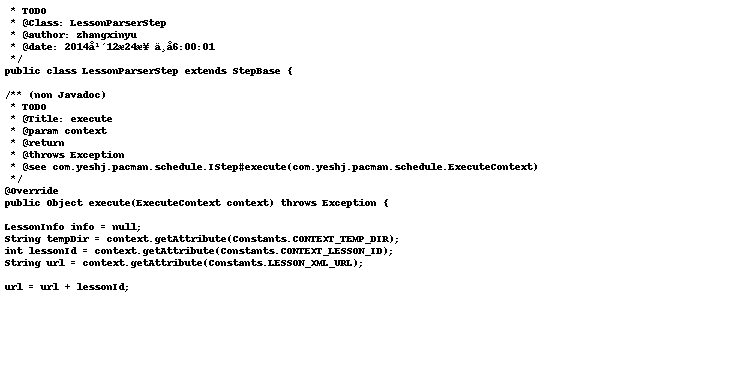 * TODO
* @Class: LessonParserStep
* @author: zhangxinyu
* @date: 2014å¹´12æ24æ¥ ä¸å6:00:01
*/
public class LessonParserStep extends StepBase {
/** (non Javadoc)
* TODO
* @Title: execute
* @param context
* @return
* @throws Exception
* @see com.yeshj.pacman.schedule.IStep#execute(com.yeshj.pacman.schedule.ExecuteContext)
*/
@Override
public Object execute(ExecuteContext context) throws Exception {
LessonInfo info = null;
String tempDir = context.getAttribute(Constants.CONTEXT_TEMP_DIR);
int lessonId = context.getAttribute(Constants.CONTEXT_LESSON_ID);
String url = context.getAttribute(Constants.LESSON_XML_URL);
url = url + lessonId;